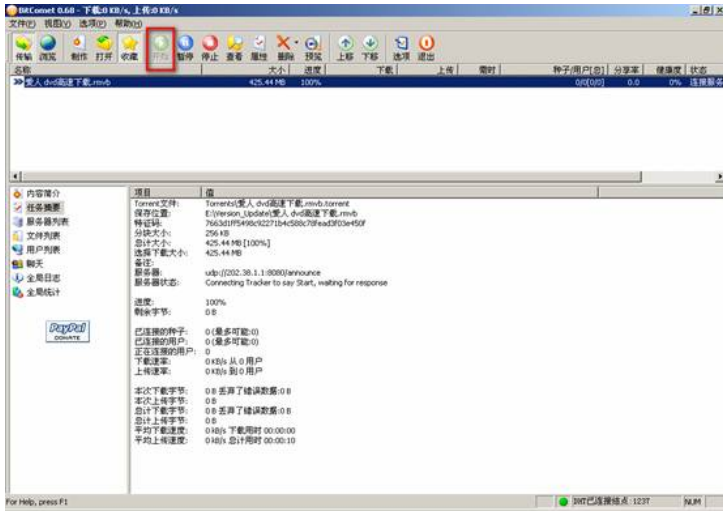 BitComet 0.60 - 下载:0 KB/s, 上传:0 KB/s
文件(F) 视图(V) 选项(P) 帮助(H)
传输 浏览 制作 打开 收藏 开始 暂停 停止 查看 属性 删除 预览 上移 下移 选项 退出
名称 大小 进度 下载 上传 需时 种子/用户[总] 分享率 健康度 状态
愛人 dvd高速下載.rmvb 425.44 MB 100% 0/0[0/0] 0.0 0% 连接服务
内容简介
任务摘要
服务器列表
文件列表
用户列表
聊天
全局日志
全局统计
PayPal
DONATE
项目 值
Torrent文件: Torrents\愛人 dvd高速下載.rmvb.torrent
保存位置: E:\Version_Update\愛人 dvd高速下載.rmvb
特征码:
分块大小: 256 KB
总计大小: 425.44 MB [100%]
选择下载大小: 425.44 MB
备注:
服务器: udp://202.38.1.1:8080/announce
服务器状态: Connecting Tracker to say Start, waiting for response
进度: 100%
剩余字节: 0 B
已连接的种子: 0 (最多可能:0)
已连接的用户: 0 (最多可能:0)
正在连接的用户: 0
下载速率: 0 KB/s 从 0 用户
上传速率: 0 KB/s 到 0 用户
本次下载字节: 0 B 丢弃了错误数据:0 B
本次上传字节: 0 B
总计下载字节: 0 B 丢弃了错误数据:0 B
总计上传字节: 0 B
平均下载速度: 0 kB/s 下载用时 00:00:00
平均上传速度: 0 kB/s 总计用时 00:00:10
For Help, press F1 DHT已连接结点: 1237 NUM